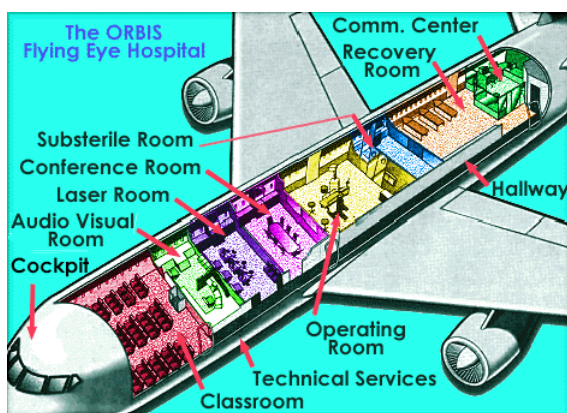 The ORBIS
Flying Eye Hospital
Comm. Center
Recovery
Room
Substerile Room
Conference Room
Laser Room
Audio Visual
Room
Cockpit
Hallway
Operating
Room
Technical Services
Classroom